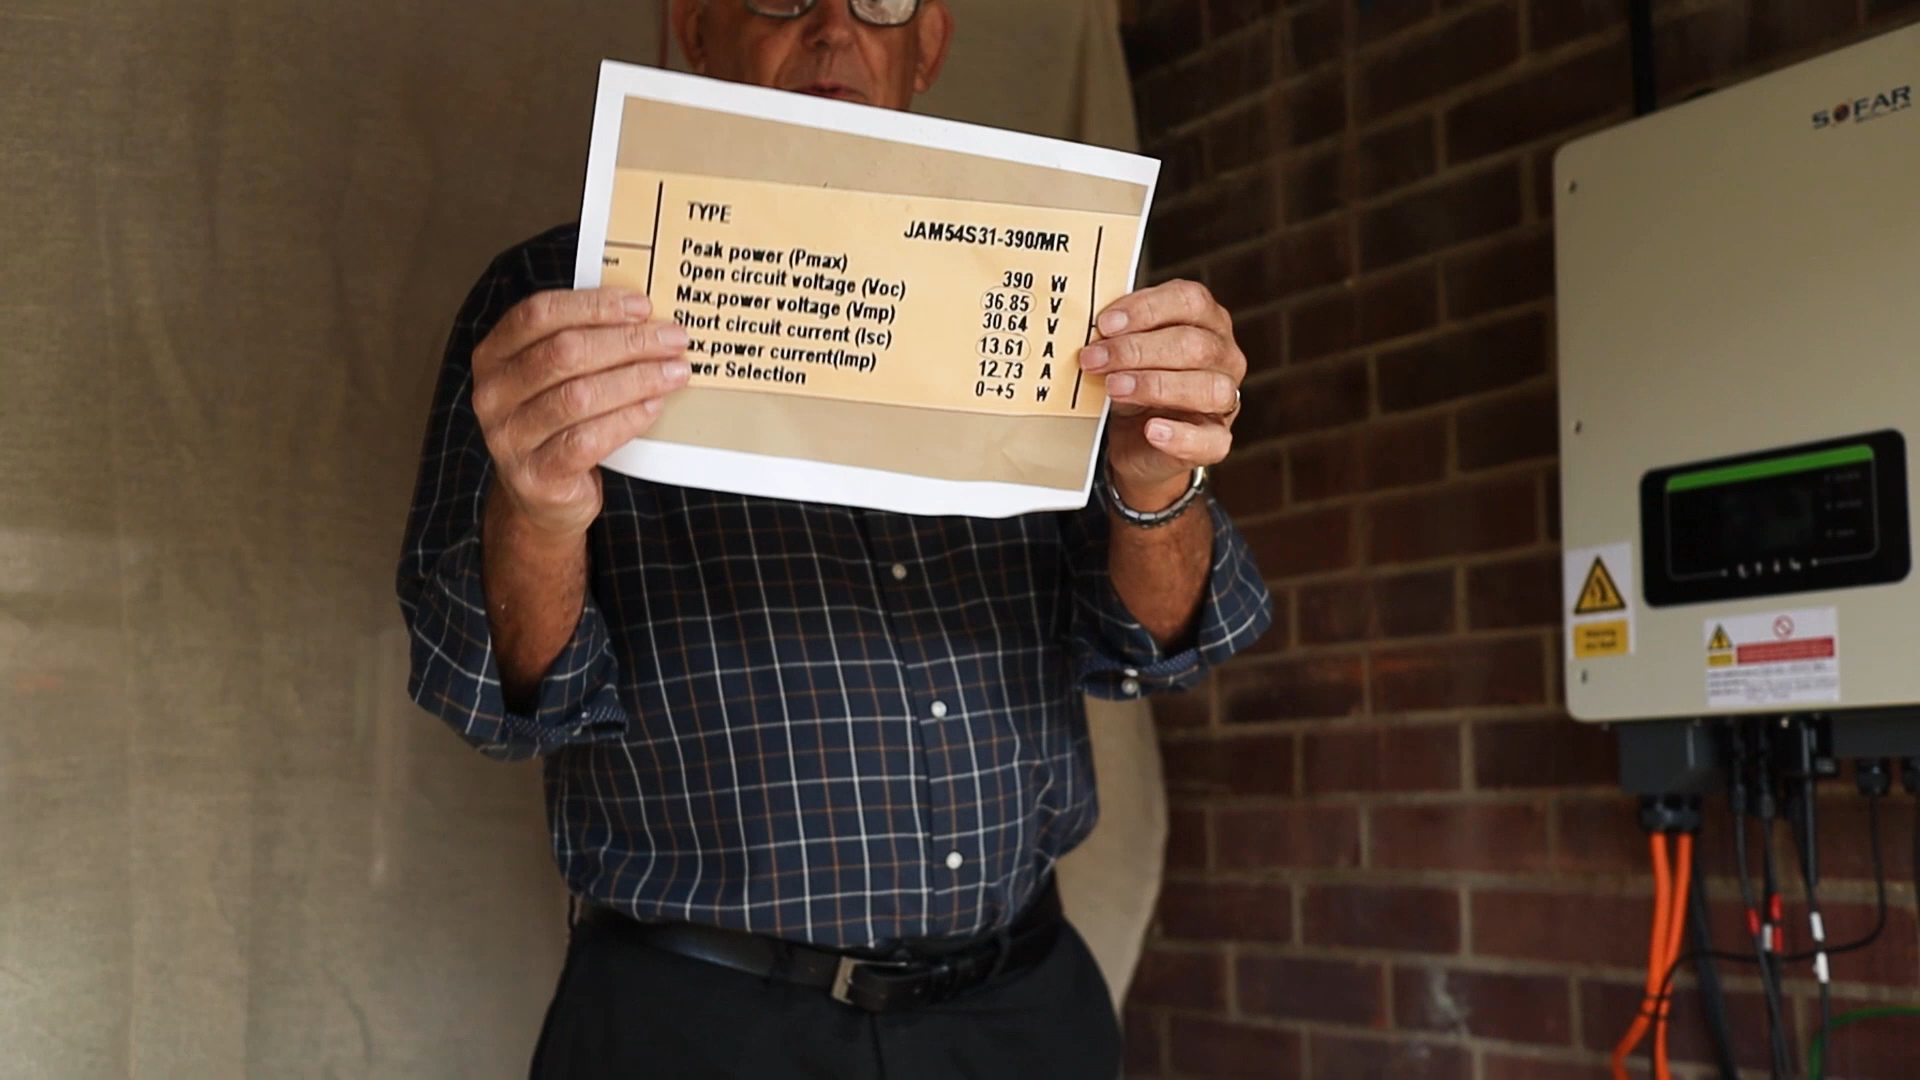 TYPE JAM54S31-390/MR
Peak power (Pmax) 390 W
Open circuit voltage (Voc) 36.85 V
Max.power voltage (Vmp) 30.64 V
Short circuit current (Isc) 13.61 A
ax.power current(Imp) 12.73 A
wer Selection 0~+5 W
SOFAR